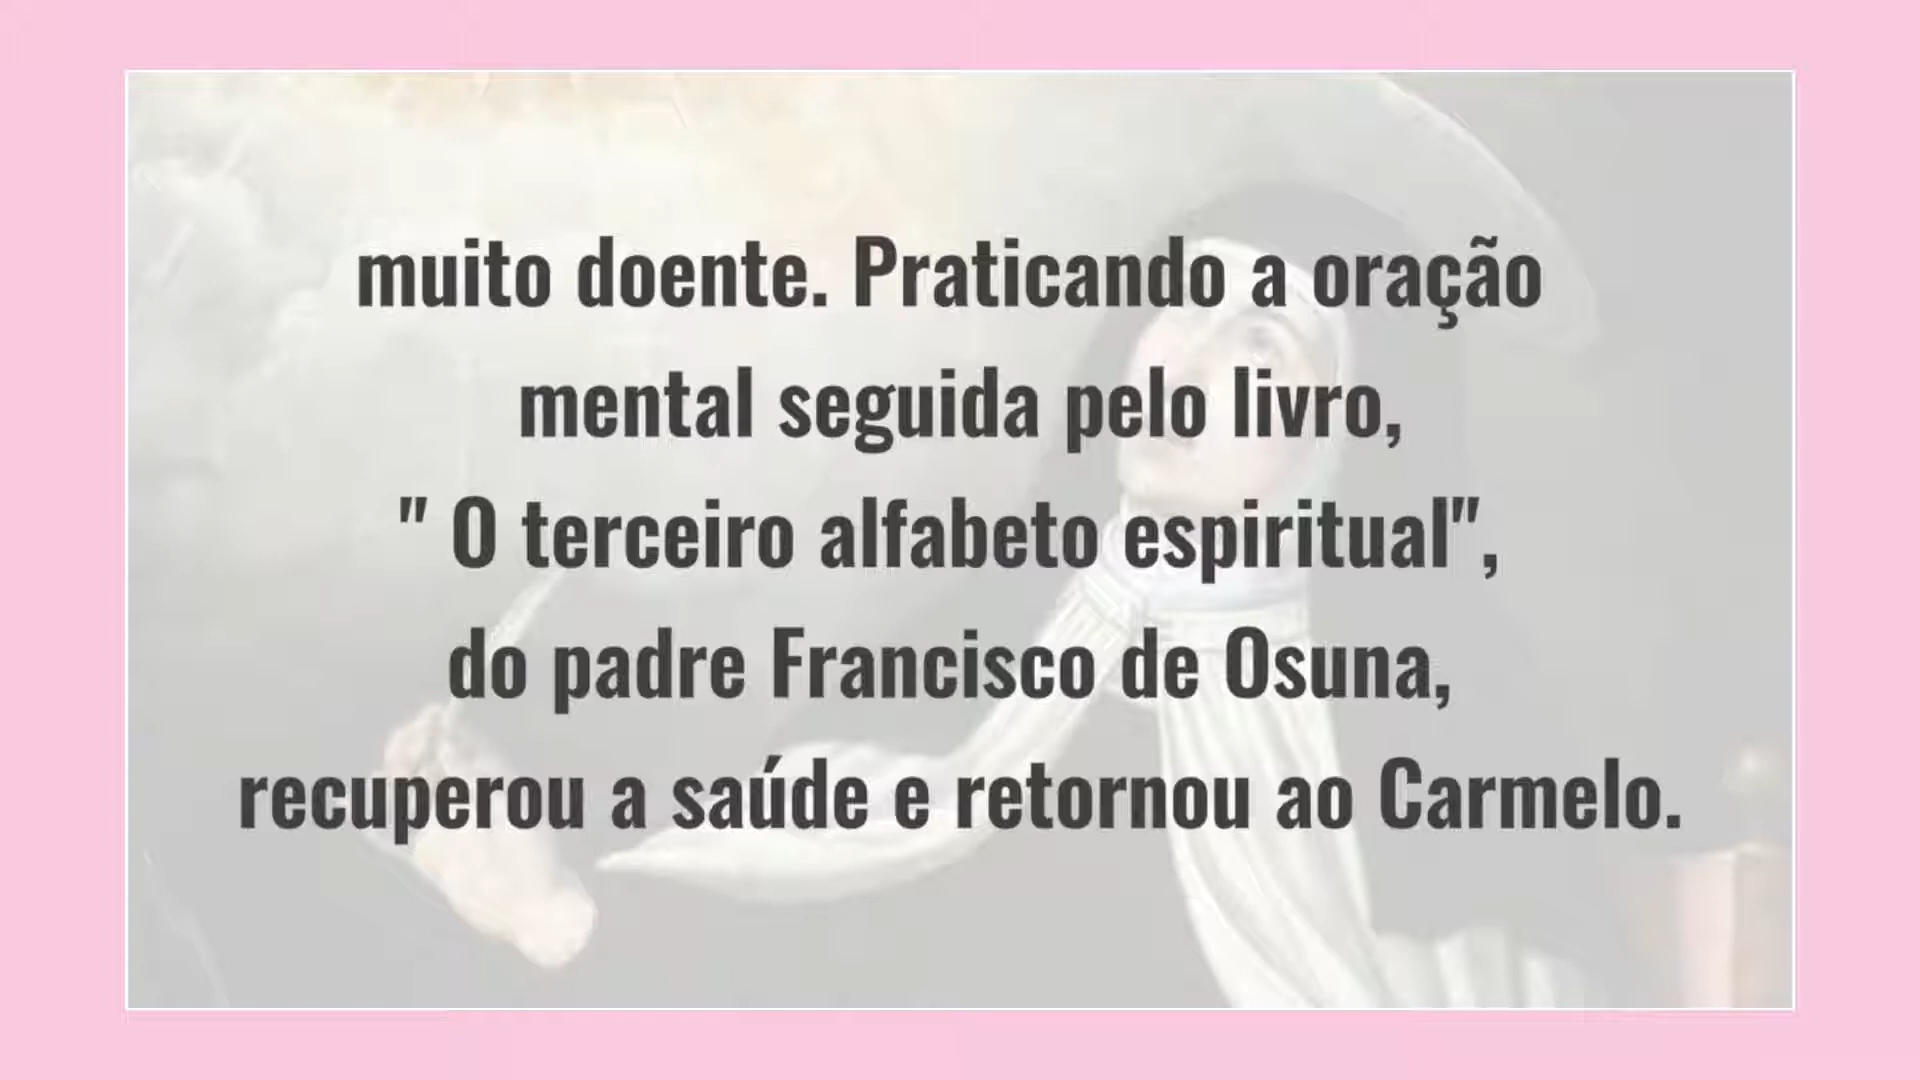 muito doente. Praticando a oração
mental seguida pelo livro,
" O terceiro alfabeto espiritual",
do padre Francisco de Osuna,
recuperou a saúde e retornou ao Carmelo.